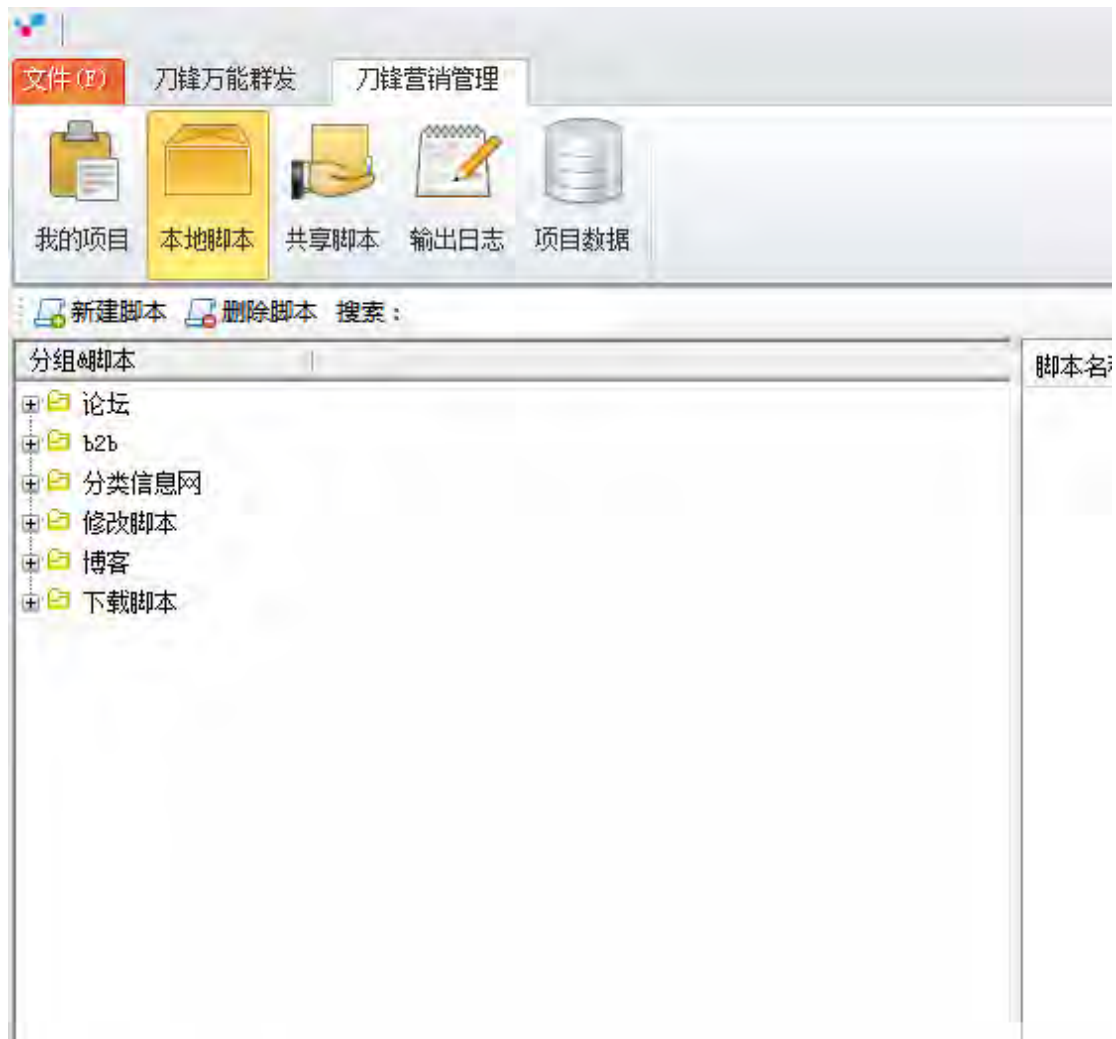 文件(F) 刀锋万能群发 刀锋营销管理
我的项目 本地脚本 共享脚本 输出日志 项目数据
新建脚本 删除脚本 搜索：
分组&脚本 脚本名
论坛
b2b
分类信息网
修改脚本
博客
下载脚本